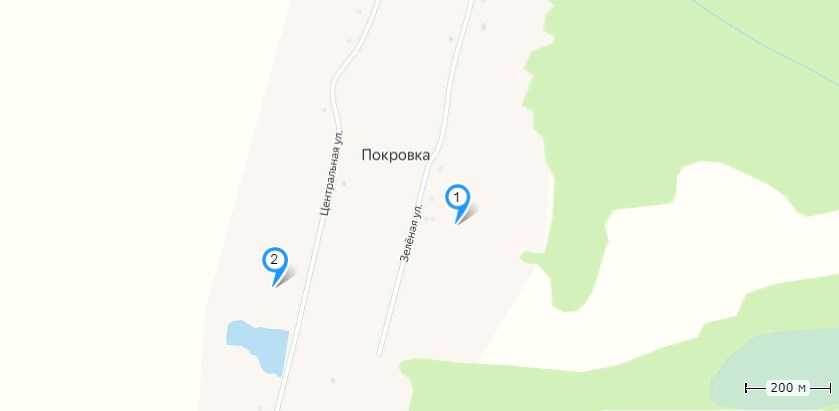 Покровка
Центральная ул.
1
Зелёная ул.
2
200 м